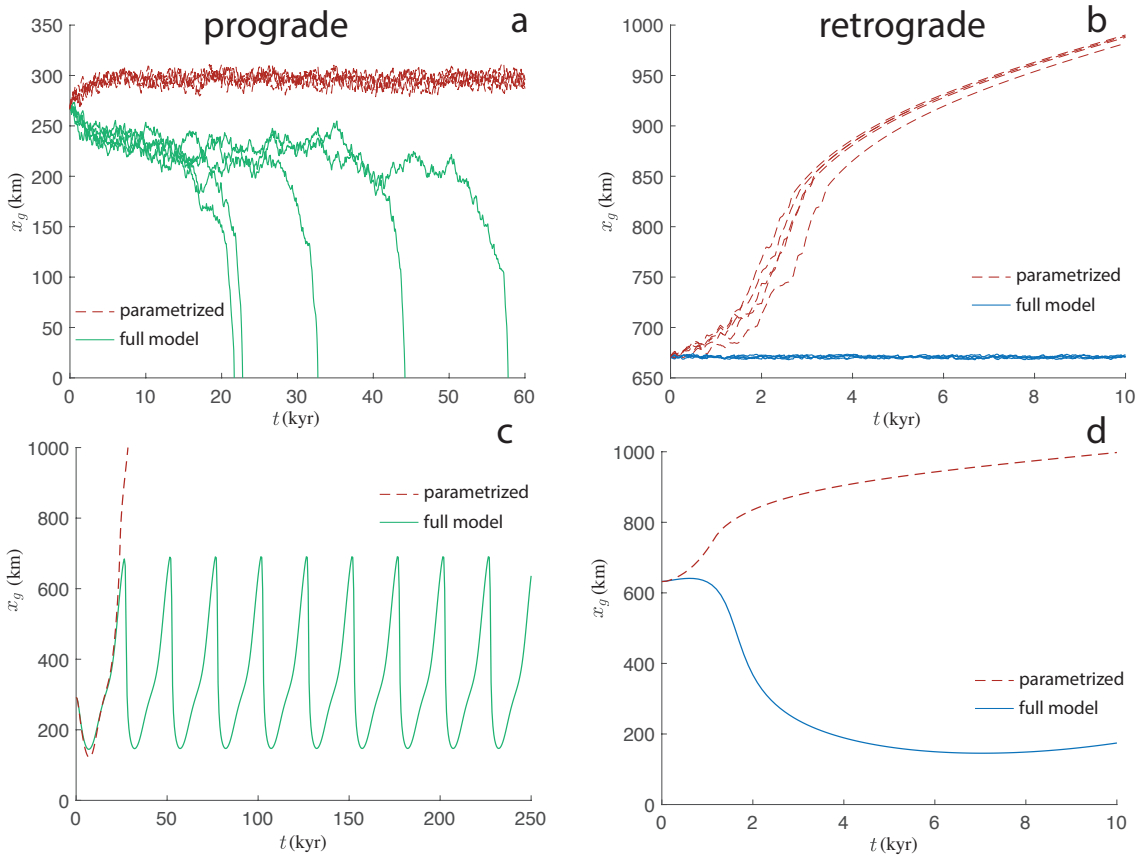 prograde
a
350
300
250
200
150
100
50
0
x_g (km)
parametrized
full model
0 10 20 30 40 50 60
t (kyr)
retrograde
b
1000
950
900
850
800
750
700
650
x_g (km)
parametrized
full model
0 2 4 6 8 10
t (kyr)
c
1000
800
600
400
200
0
x_g (km)
parametrized
full model
0 50 100 150 200 250
t (kyr)
d
1000
800
600
400
200
0
x_g (km)
parametrized
full model
0 2 4 6 8 10
t (kyr)